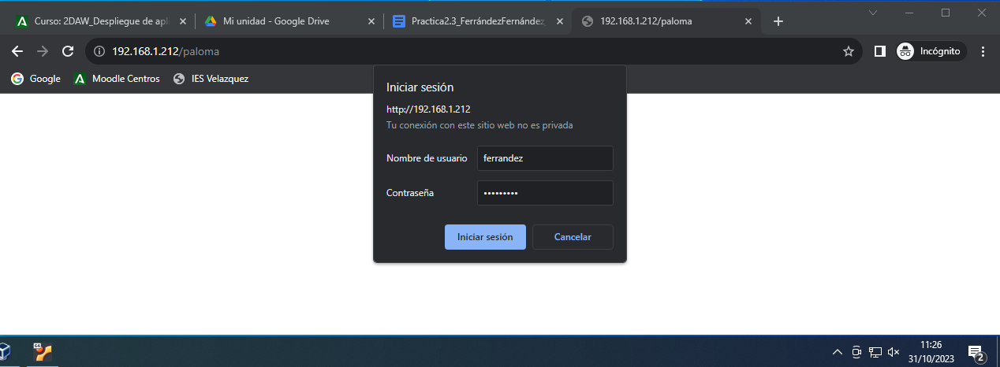 Curso: 2DAW_Despliegue de apl
Mi unidad - Google Drive
Practica2.3_FerrándezFernández_
192.168.1.212/paloma
192.168.1.212/paloma
Incógnito
Google
Moodle Centros
IES Velazquez
Iniciar sesión
http://192.168.1.212
Tu conexión con este sitio web no es privada
Nombre de usuario
ferrandez
Contraseña
•••••••••
Iniciar sesión
Cancelar
64
11:26
31/10/2023
2